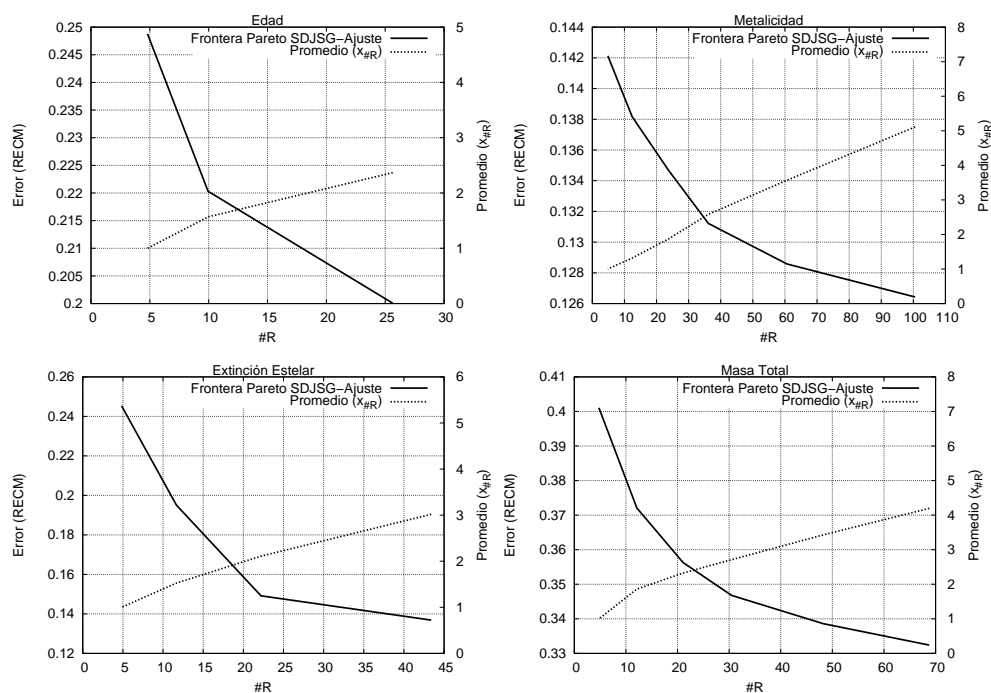 Edad
Frontera Pareto SDJSG−Ajuste
Promedio (x#R)
Error (RECM)
0.25
0.245
0.24
0.235
0.23
0.225
0.22
0.215
0.21
0.205
0.2
5
4
3
2
1
0
Promedio (x#R)
0 5 10 15 20 25 30
#R
Metalicidad
Frontera Pareto SDJSG−Ajuste
Promedio (x#R)
Error (RECM)
0.144
0.142
0.14
0.138
0.136
0.134
0.132
0.13
0.128
0.126
8
7
6
5
4
3
2
1
0
Promedio (x#R)
0 10 20 30 40 50 60 70 80 90 100 110
#R
Extinción Estelar
Frontera Pareto SDJSG−Ajuste
Promedio (x#R)
Error (RECM)
0.26
0.24
0.22
0.2
0.18
0.16
0.14
0.12
6
5
4
3
2
1
0
Promedio (x#R)
0 5 10 15 20 25 30 35 40 45
#R
Masa Total
Frontera Pareto SDJSG−Ajuste
Promedio (x#R)
Error (RECM)
0.41
0.4
0.39
0.38
0.37
0.36
0.35
0.34
0.33
8
7
6
5
4
3
2
1
0
Promedio (x#R)
0 10 20 30 40 50 60 70
#R